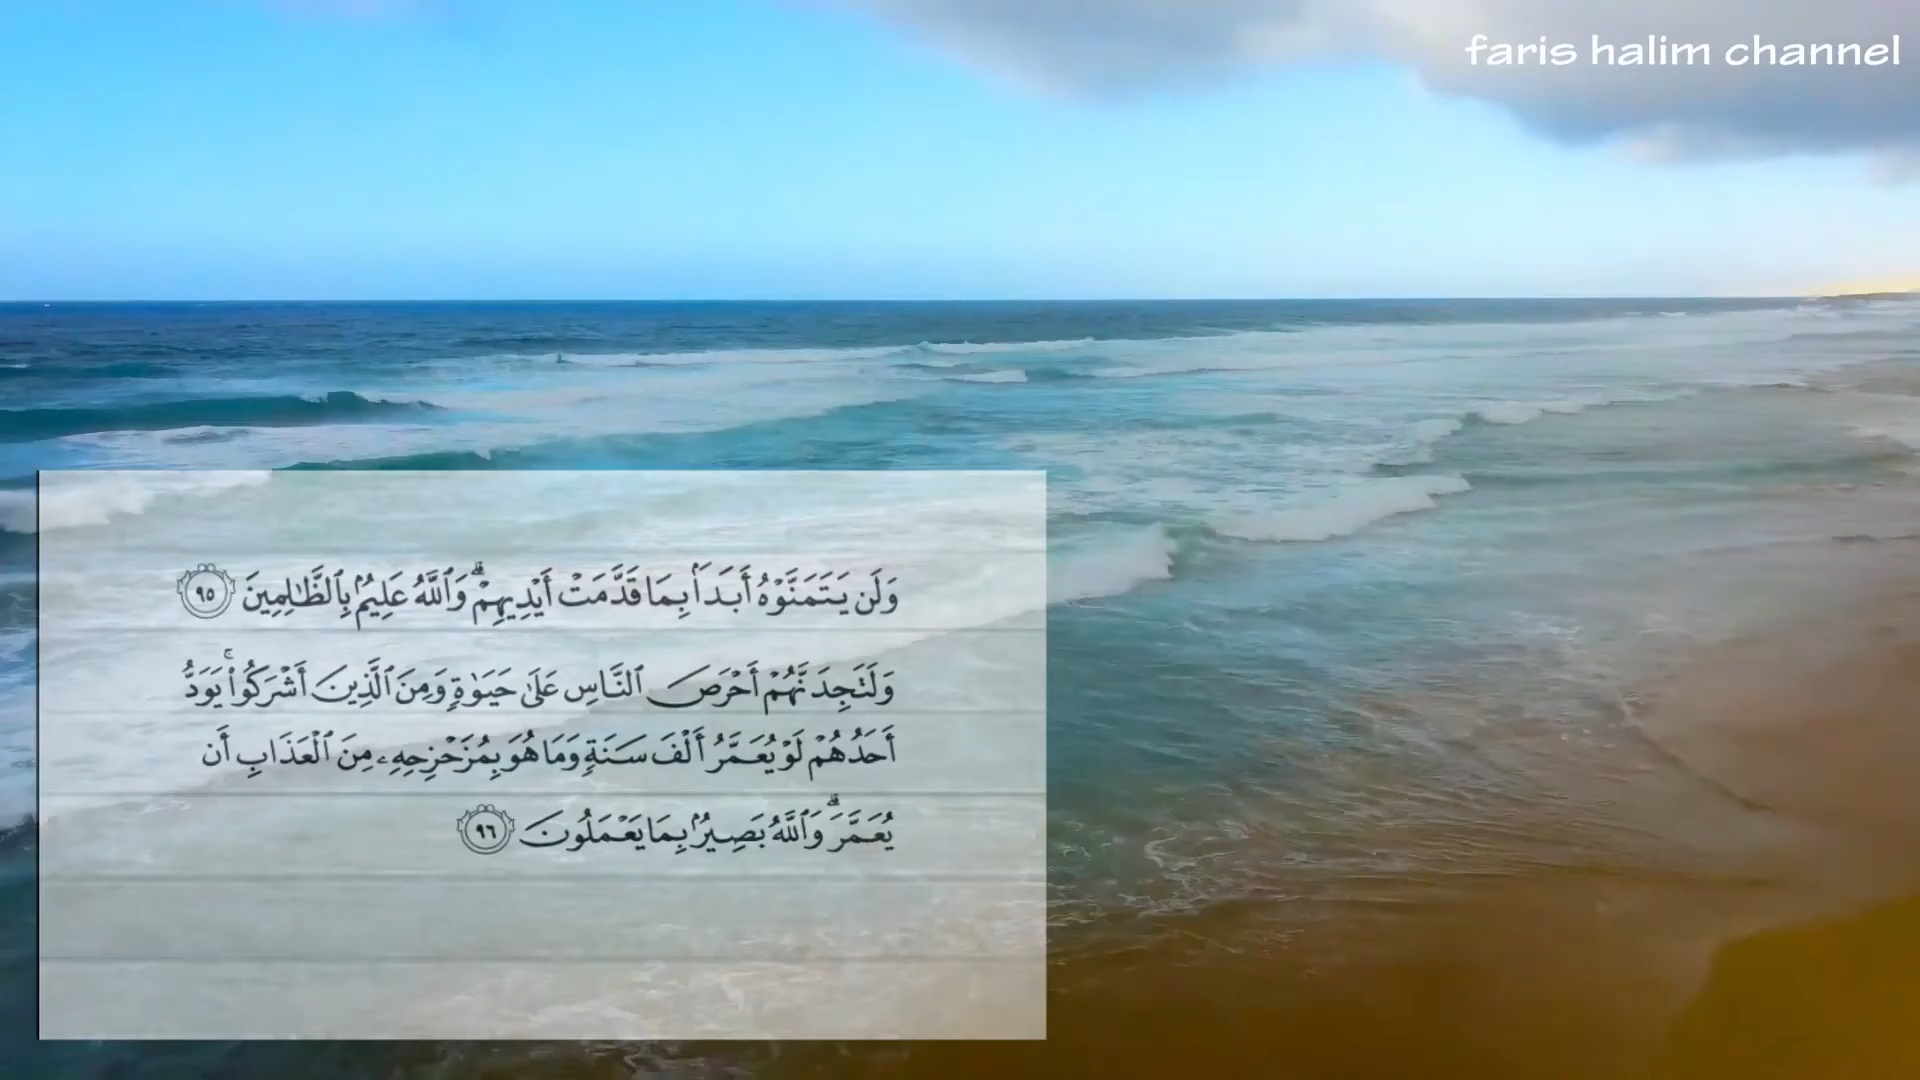 faris halim channel
وَلَن يَتَمَنَّوْهُ أَبَدًۢا بِمَا قَدَّمَتْ أَيْدِيهِمْ ۗ وَٱللَّهُ عَلِيمٌۢ بِٱلظَّـٰلِمِينَ ٩٥
وَلَتَجِدَنَّهُمْ أَحْرَصَ ٱلنَّاسِ عَلَىٰ حَيَوٰةٍ وَمِنَ ٱلَّذِينَ أَشْرَكُوا۟ ۚ يَوَدُّ
أَحَدُهُمْ لَوْ يُعَمَّرُ أَلْفَ سَنَةٍ وَمَا هُوَ بِمُزَحْزِحِهِۦ مِنَ ٱلْعَذَابِ أَن
يُعَمَّرَ ۗ وَٱللَّهُ بَصِيرٌۢ بِمَا يَعْمَلُونَ ٩٦